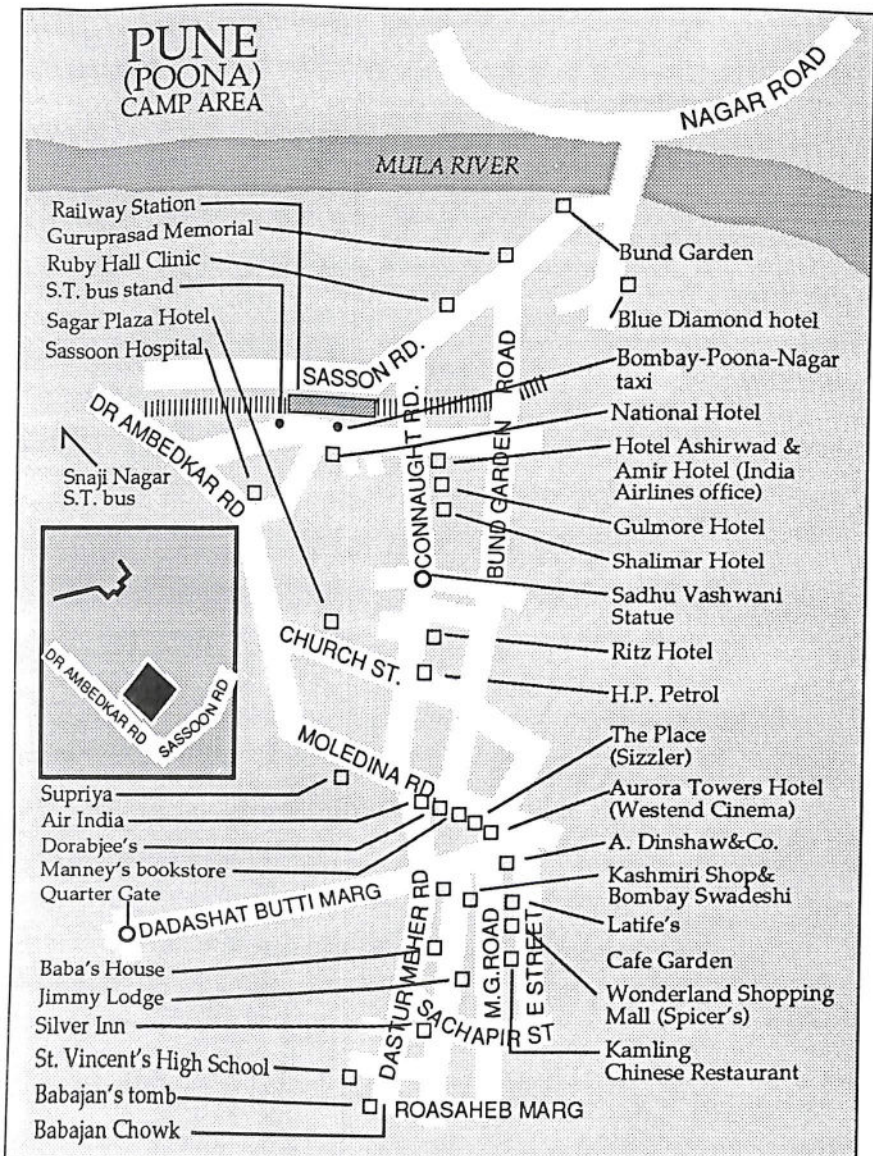 PUNE
(POONA)
CAMP AREA
NAGAR ROAD
MULA RIVER
Railway Station
Guruprasad Memorial
Ruby Hall Clinic
S.T. bus stand
Sagar Plaza Hotel
Sassoon Hospital
Bund Garden
Blue Diamond hotel
SASSON RD.
Bombay-Poona-Nagar
taxi
National Hotel
Hotel Ashirwad &
Amir Hotel (India
Airlines office)
Gulmore Hotel
Shalimar Hotel
Sadhu Vashwani
Statue
Ritz Hotel
H.P. Petrol
DR AMBEDKAR RD
CONNAUGHT RD.
BUND GARDEN ROAD
Snaji Nagar
S.T. bus
CHURCH ST.
DR AMBEDKAR RD
SASSOON RD
MOLEDINA RD
The Place
(Sizzler)
Aurora Towers Hotel
(Westend Cinema)
A. Dinshaw&Co.
Kashmiri Shop&
Bombay Swadeshi
Latife's
Cafe Garden
Wonderland Shopping
Mall (Spicer's)
Kamling
Chinese Restaurant
Supriya
Air India
Dorabjee's
Manney's bookstore
Quarter Gate
DADASHAT BUTTI MARG
DASTUR MEHER RD
M.G.ROAD
E STREET
Baba's House
Jimmy Lodge
Silver Inn
SACHAPIR ST
St. Vincent's High School
Babajan's tomb
Babajan Chowk
ROASAHEB MARG